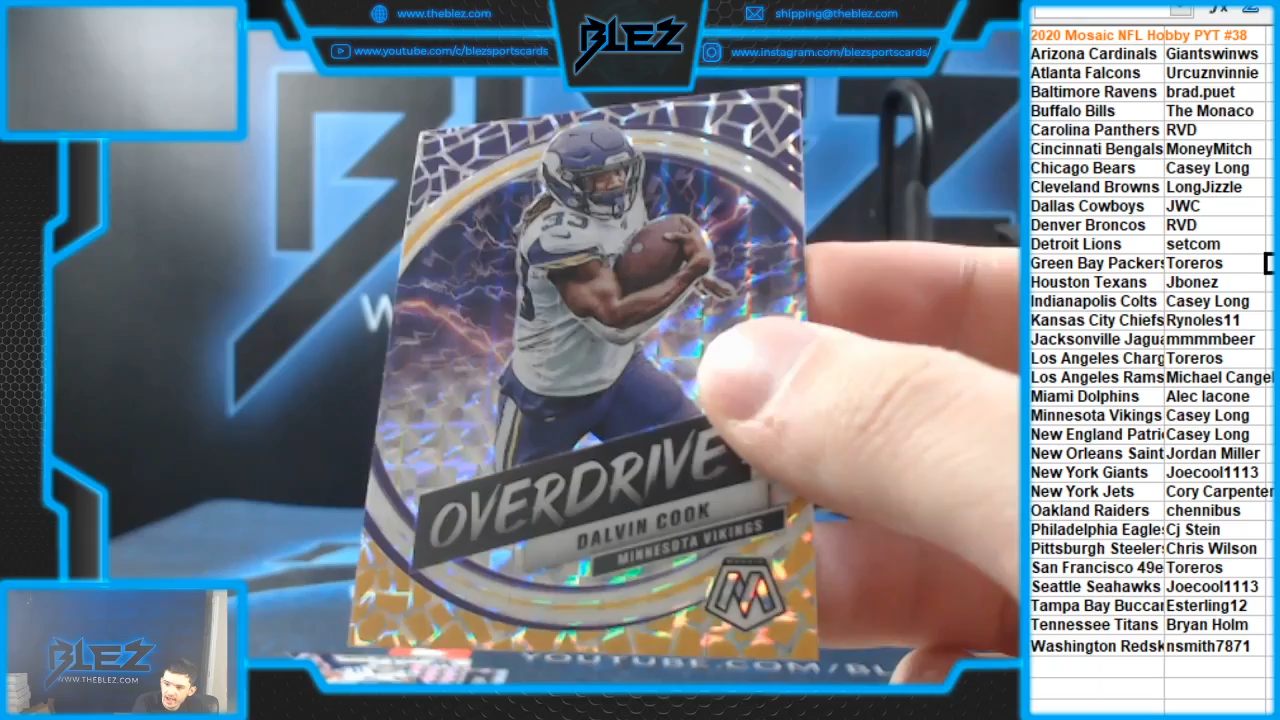 www.theblez.com
BLEZ
shipping@theblez.com
www.youtube.com/c/blezsportscards
www.instagram.com/blezsportscards/
2020 Mosaic NFL Hobby PYT #38
Arizona Cardinals Giantswinws
Atlanta Falcons Urcuznvinnie
Baltimore Ravens brad.puet
Buffalo Bills The Monaco
Carolina Panthers RVD
Cincinnati Bengals MoneyMitch
Chicago Bears Casey Long
Cleveland Browns LongJizzle
Dallas Cowboys JWC
Denver Broncos RVD
Detroit Lions setcom
Green Bay Packers Toreros
Houston Texans Jbonez
Indianapolis Colts Casey Long
Kansas City Chiefs Rynoles11
Jacksonville Jagua mmmmbeer
Los Angeles Charg Toreros
Los Angeles Rams Michael Cangel
Miami Dolphins Alec Iacone
Minnesota Vikings Casey Long
New England Patri Casey Long
New Orleans Saint Jordan Miller
New York Giants Joecool1113
New York Jets Cory Carpenter
Oakland Raiders chennibus
Philadelphia Eagle Cj Stein
Pittsburgh Steeler Chris Wilson
San Francisco 49e Toreros
Seattle Seahawks Joecool1113
Tampa Bay Buccar Esterling12
Tennessee Titans Bryan Holm
Washington Redsk nsmith7871
33
OVERDRIVE
DALVIN COOK
MINNESOTA VIKINGS
MOSAIC
BLEZ
WWW.THEBLEZ.COM
YOUTUBE.COM/BL